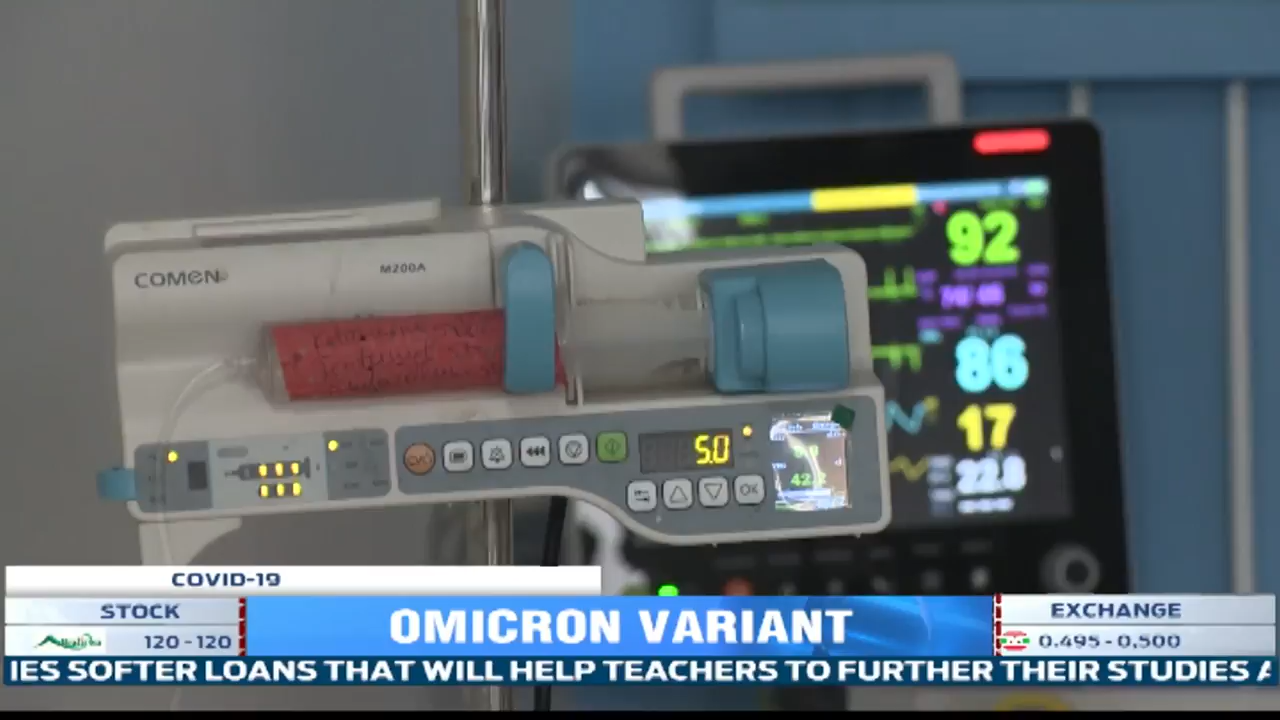 92
COMEN
M200A
86
17
22.8
5.0
OK
COVID-19
STOCK
OMICRON VARIANT
EXCHANGE
120 - 120
0.495 - 0,500
IES SOFTER LOANS THAT WILL HELP TEACHERS TO FURTHER THEIR STUDIES A